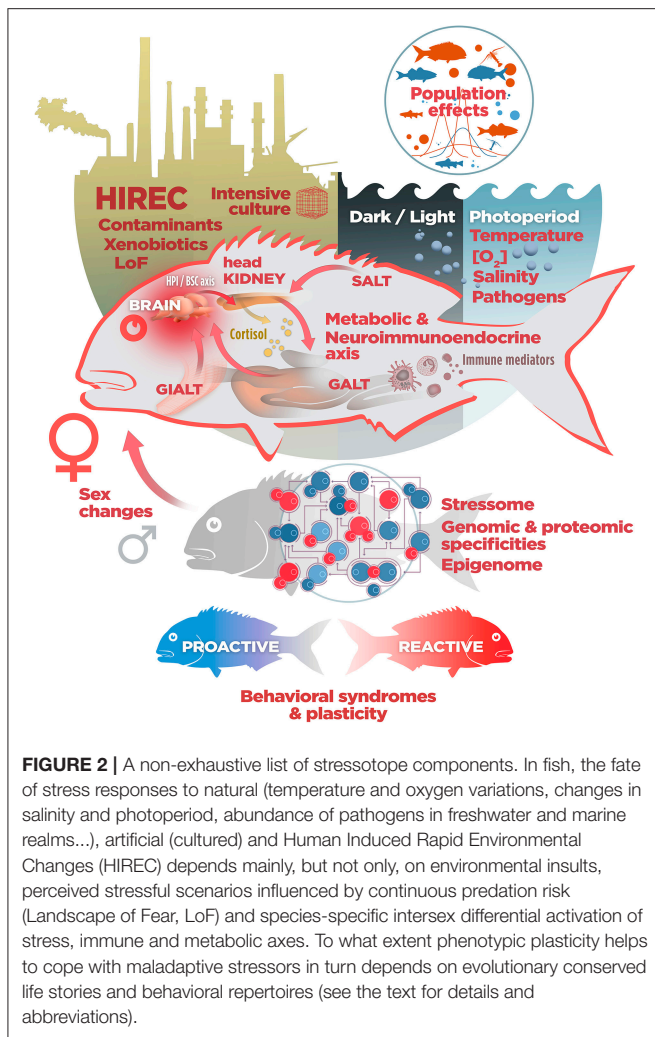 Population
effects
HIREC
Intensive
culture
Contaminants
Xenobiotics
LoF
Dark / Light
Photoperiod
Temperature
[O₂]
Salinity
Pathogens
HPI / BSC axis
head
KIDNEY
SALT
BRAIN
Cortisol
Metabolic &
Neuroimmunoendocrine
axis
Immune mediators
GIALT
GALT
Sex
changes
Stressome
Genomic & proteomic
specificities
Epigenome
PROACTIVE
REACTIVE
Behavioral syndromes
& plasticity
FIGURE 2 | A non-exhaustive list of stressotope components. In fish, the fate
of stress responses to natural (temperature and oxygen variations, changes in
salinity and photoperiod, abundance of pathogens in freshwater and marine
realms...), artificial (cultured) and Human Induced Rapid Environmental
Changes (HIREC) depends mainly, but not only, on environmental insults,
perceived stressful scenarios influenced by continuous predation risk
(Landscape of Fear, LoF) and species-specific intersex differential activation of
stress, immune and metabolic axes. To what extent phenotypic plasticity helps
to cope with maladaptive stressors in turn depends on evolutionary conserved
life stories and behavioral repertoires (see the text for details and
abbreviations).